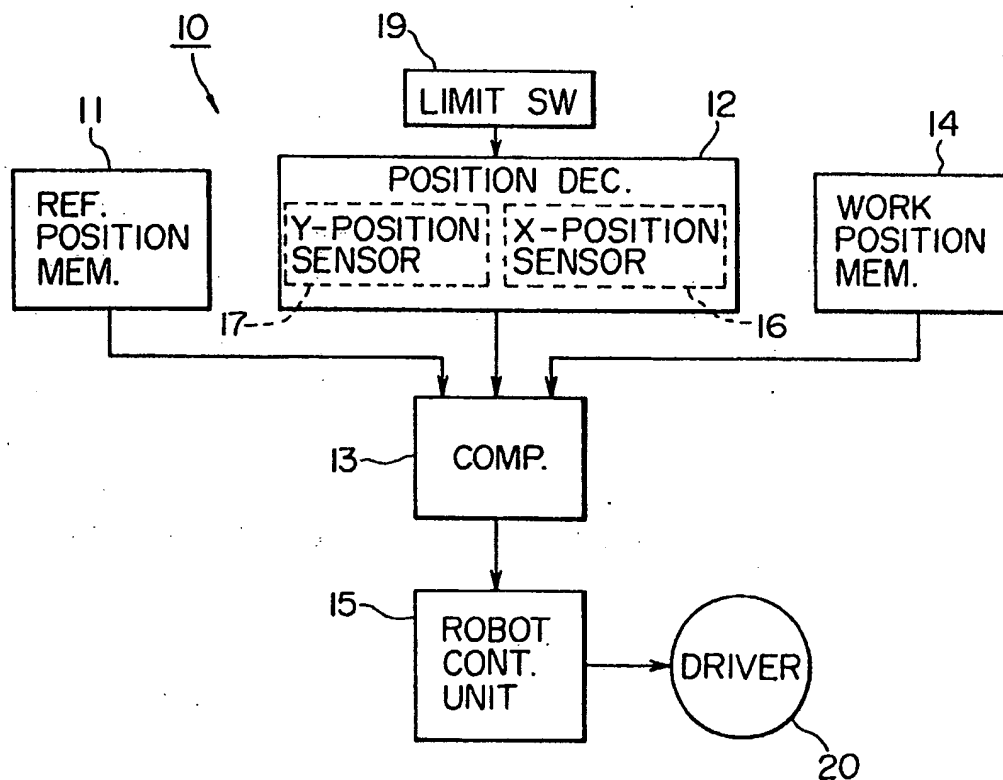 10
19
LIMIT SW
11
12
14
REF.
POSITION
MEM.
POSITION DEC.
Y-POSITION
SENSOR
X-POSITION
SENSOR
WORK
POSITION
MEM.
17
16
13
COMP.
15
ROBOT
CONT.
UNIT
DRIVER
20